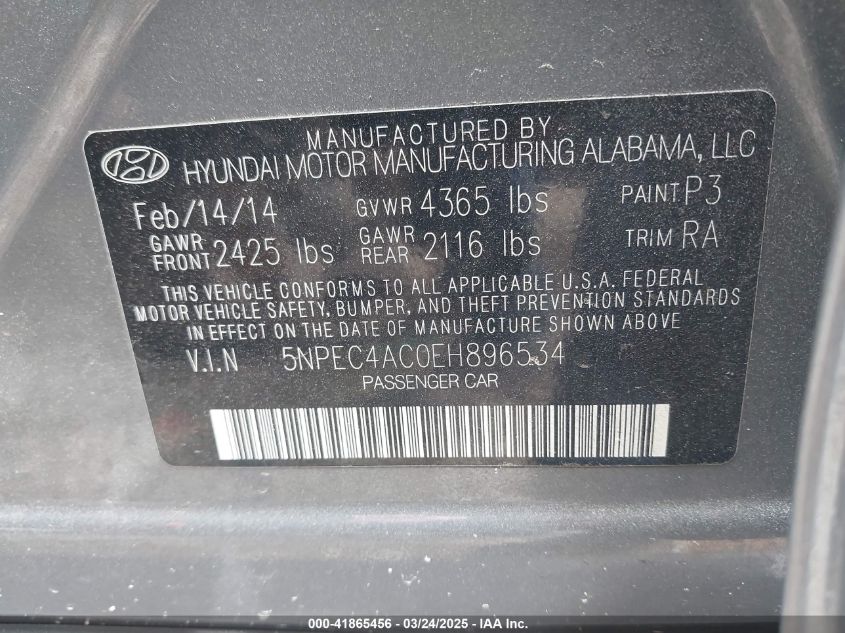 MANUFACTURED BY
HYUNDAI MOTOR MANUFACTURING ALABAMA, LLC
Feb/14/14 GVWR 4365 lbs PAINT P3
GAWR FRONT 2425 lbs GAWR REAR 2116 lbs TRIM RA
THIS VEHICLE CONFORMS TO ALL APPLICABLE U.S.A. FEDERAL
MOTOR VEHICLE SAFETY, BUMPER, AND THEFT PREVENTION STANDARDS
IN EFFECT ON THE DATE OF MANUFACTURE SHOWN ABOVE.
V.I.N 5NPEC4AC0EH896534
PASSENGER CAR
000-41865456 - 03/24/2025 - IAA, Inc.